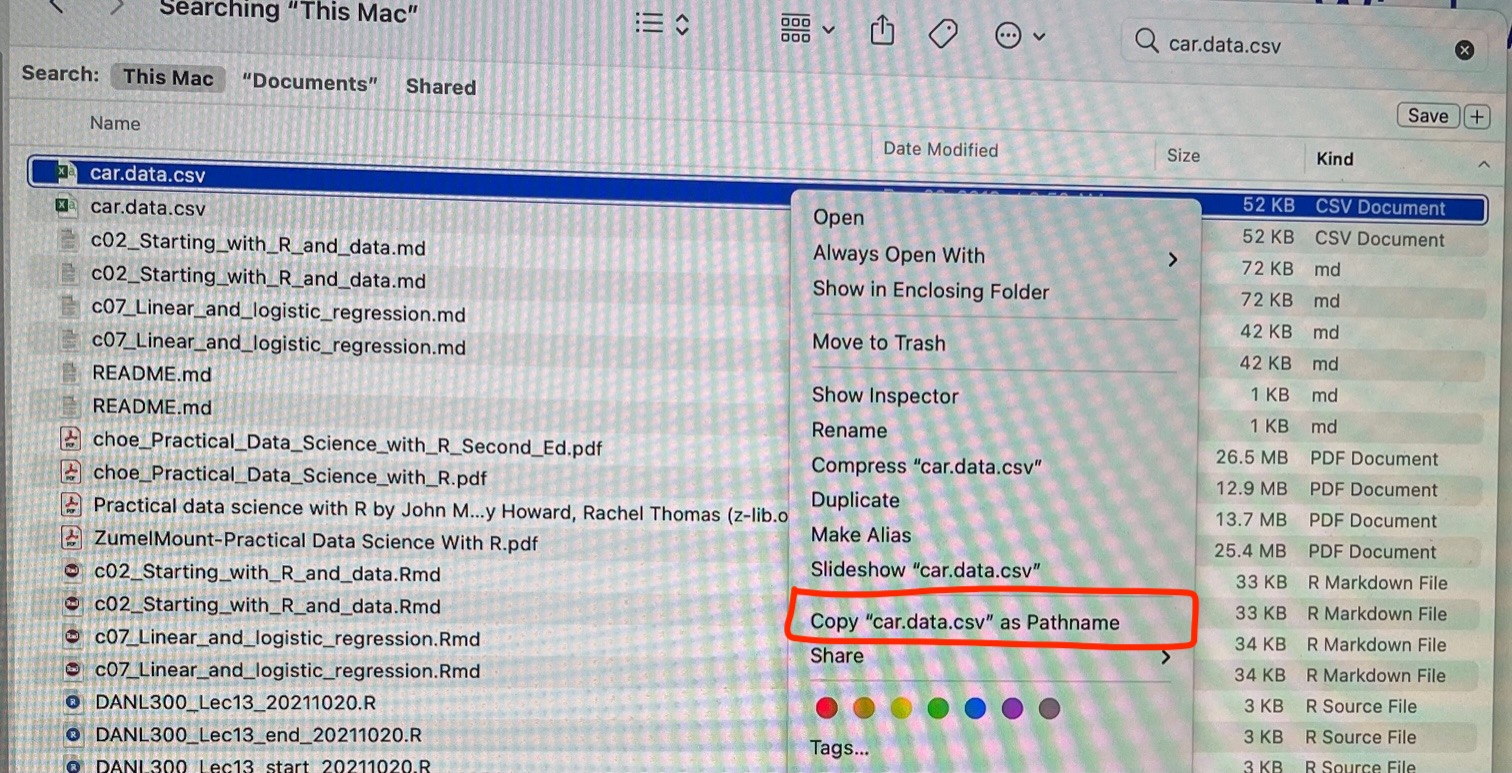 Searching “This Mac”
car.data.csv
Search: This Mac “Documents” Shared
Save +
Name Date Modified Size Kind
car.data.csv 52 KB CSV Document
car.data.csv 52 KB CSV Document
c02_Starting_with_R_and_data.md 72 KB md
c02_Starting_with_R_and_data.md 72 KB md
c07_Linear_and_logistic_regression.md 42 KB md
c07_Linear_and_logistic_regression.md 42 KB md
README.md 1 KB md
README.md 1 KB md
choe_Practical_Data_Science_with_R_Second_Ed.pdf 26.5 MB PDF Document
choe_Practical_Data_Science_with_R.pdf 12.9 MB PDF Document
Practical data science with R by John M...y Howard, Rachel Thomas (z-lib.o 13.7 MB PDF Document
ZumelMount-Practical Data Science With R.pdf 25.4 MB PDF Document
c02_Starting_with_R_and_data.Rmd 33 KB R Markdown File
c02_Starting_with_R_and_data.Rmd 33 KB R Markdown File
c07_Linear_and_logistic_regression.Rmd 34 KB R Markdown File
c07_Linear_and_logistic_regression.Rmd 34 KB R Markdown File
DANL300_Lec13_20211020.R 3 KB R Source File
DANL300_Lec13_end_20211020.R 3 KB R Source File
DANL300_Lec13_start_20211020.R 3 KB R Source File
Open
Always Open With
Show in Enclosing Folder
Move to Trash
Show Inspector
Rename
Compress “car.data.csv”
Duplicate
Make Alias
Slideshow “car.data.csv”
Copy “car.data.csv” as Pathname
Share
Tags...